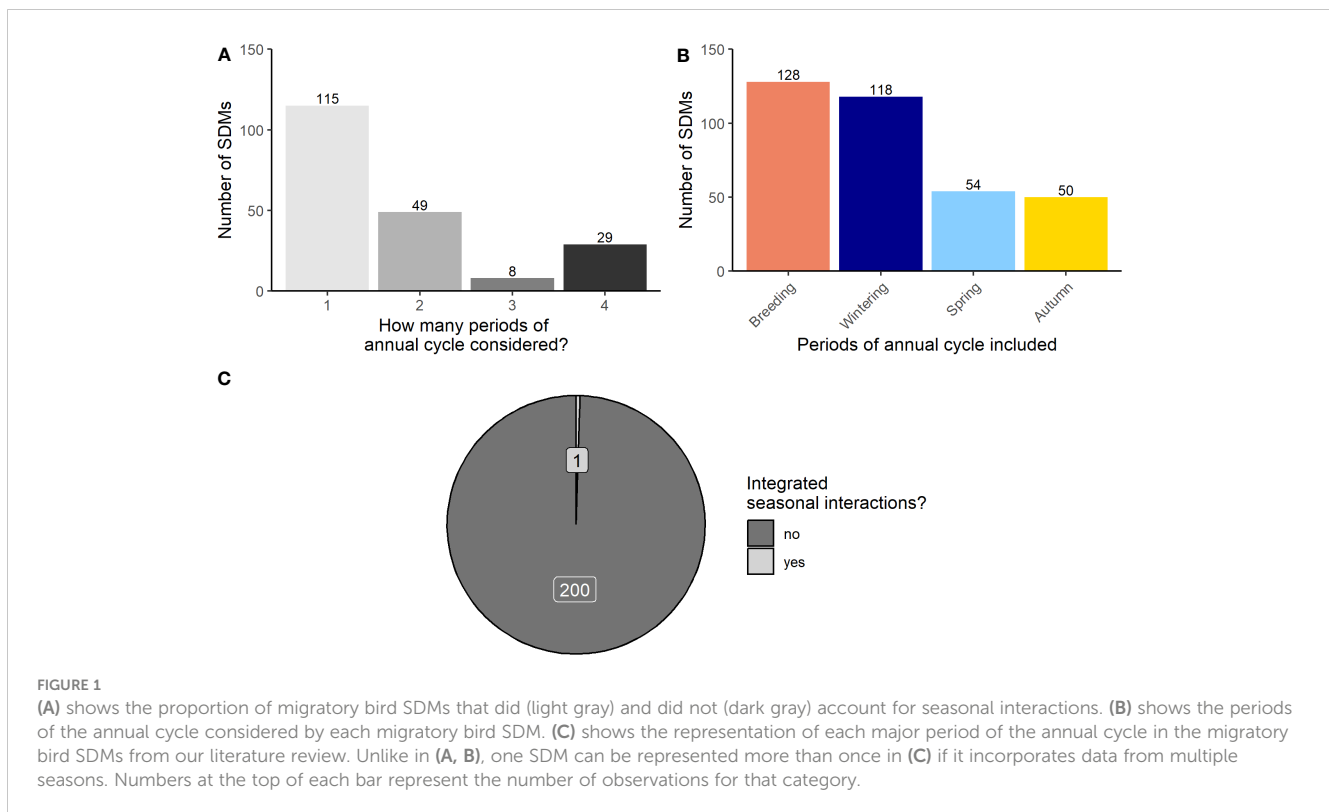 A
150
100
50
0
Number of SDMs
115
49
8
29
1
2
3
4
How many periods of
annual cycle considered?
B
150
100
50
0
Number of SDMs
128
118
54
50
Breeding
Wintering
Spring
Autumn
Periods of annual cycle included
C
1
200
Integrated
seasonal interactions?
no
yes
FIGURE 1
(A) shows the proportion of migratory bird SDMs that did (light gray) and did not (dark gray) account for seasonal interactions. (B) shows the periods
of the annual cycle considered by each migratory bird SDM. (C) shows the representation of each major period of the annual cycle in the migratory
bird SDMs from our literature review. Unlike in (A, B), one SDM can be represented more than once in (C) if it incorporates data from multiple
seasons. Numbers at the top of each bar represent the number of observations for that category.